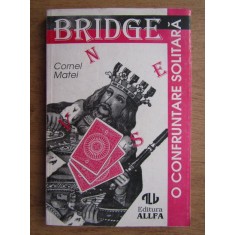 BRIDGE
Cornel
Matei
N
E
S
V
O CONFRUNTARE SOLITARĂ
Editura
ALLFA